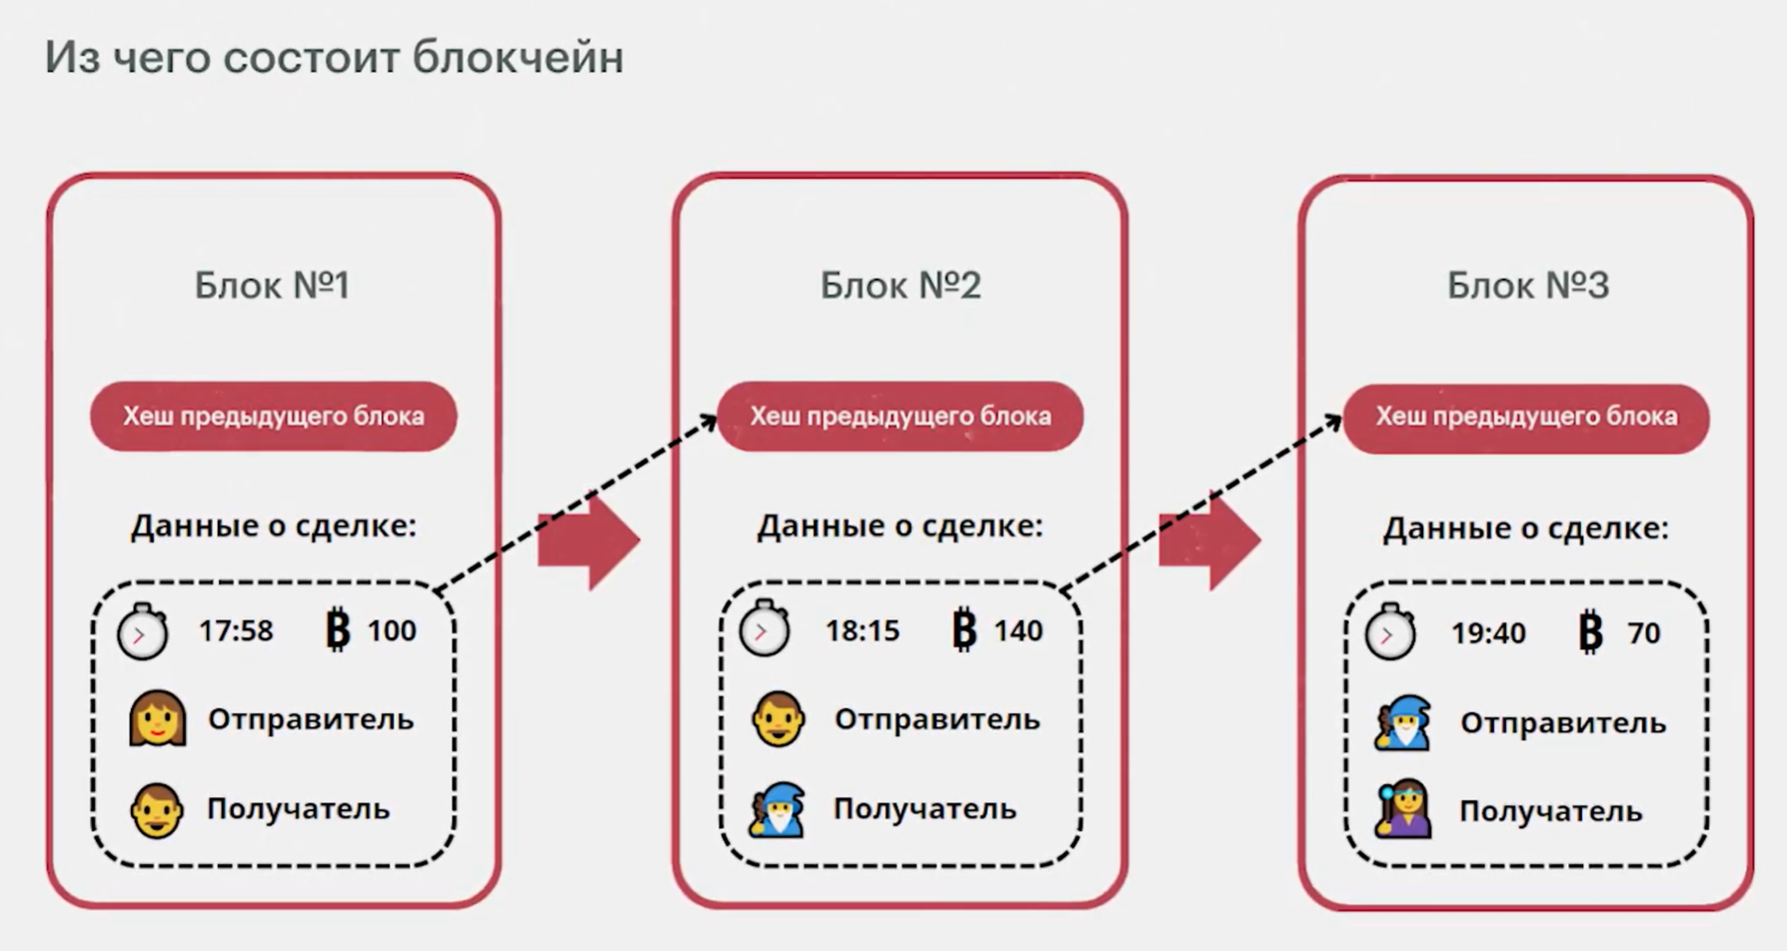 Из чего состоит блокчейн
Блок №1
Хеш предыдущего блока
Данные о сделке:
17:58 ₿ 100
Отправитель
Получатель
Блок №2
Хеш предыдущего блока
Данные о сделке:
18:15 ₿ 140
Отправитель
Получатель
Блок №3
Хеш предыдущего блока
Данные о сделке:
19:40 ₿ 70
Отправитель
Получатель